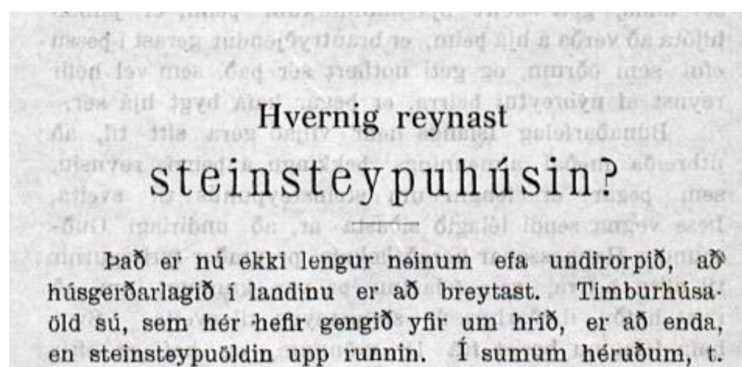 Hvernig reynast
steinsteypuhúsin?
Það er nú ekki lengur neinum efa undirorpið, að
húsgerðarlagið í landinu er að breytast. Timburhúsa-
öld sú, sem hér hefir gengið yfir um hríð, er að enda,
en steinsteypuöldin upp runnin. Í sumum héruðum, t.